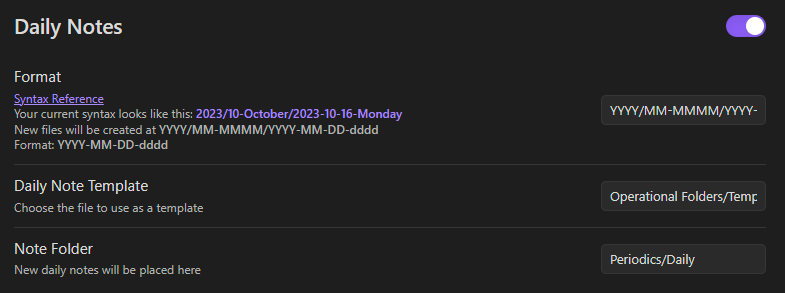 Daily Notes
Format
Syntax Reference
Your current syntax looks like this: 2023/10-October/2023-10-16-Monday
New files will be created at YYYY/MM-MMMM/YYYY-MM-DD-dddd
Format: YYYY-MM-DD-dddd
YYYY/MM-MMMM/YYYY-
Daily Note Template
Choose the file to use as a template
Operational Folders/Temp
Note Folder
New daily notes will be placed here
Periodics/Daily